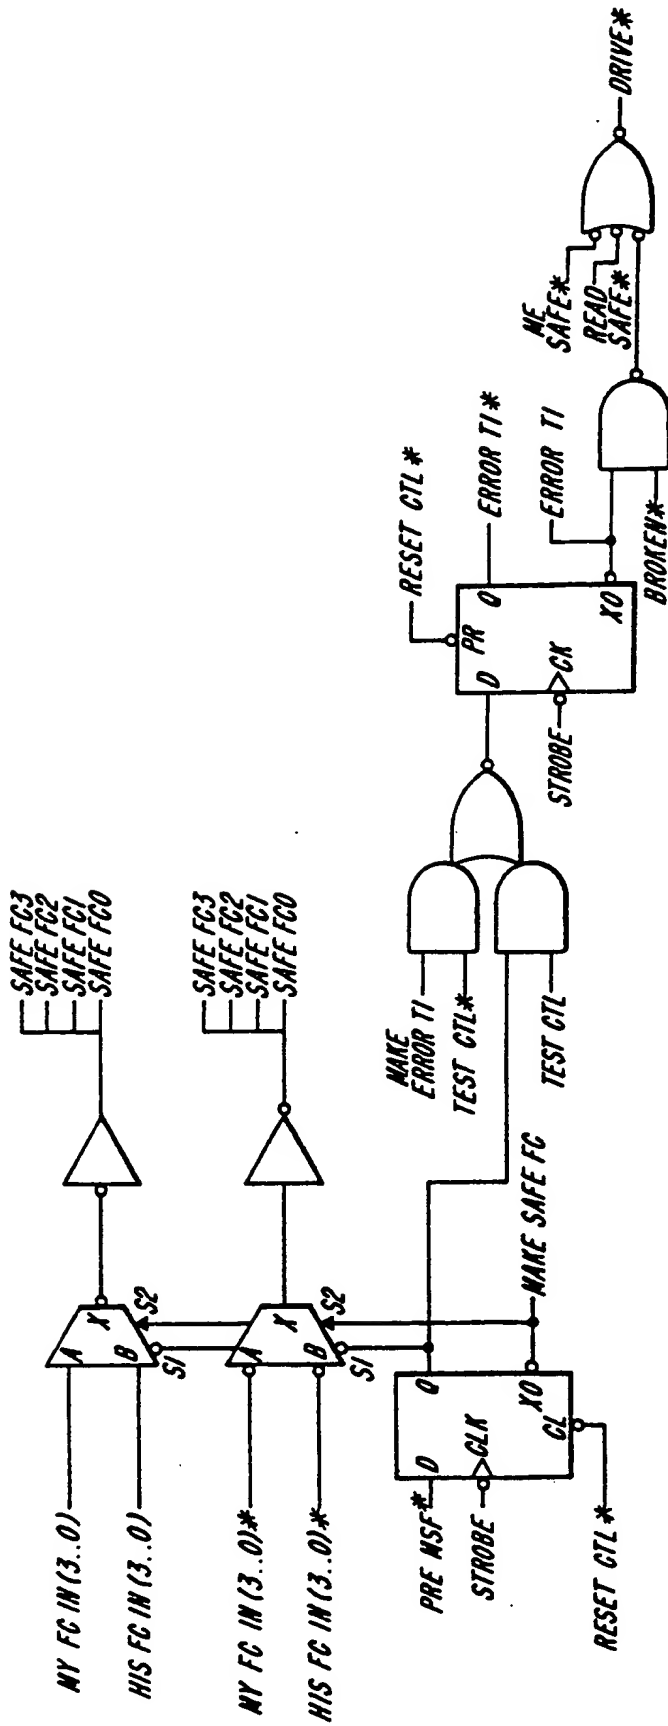 MY FC IN (3..0)
HIS FC IN (3..0)
A
B
X
S1
S2
SAFE FC3
SAFE FC2
SAFE FC1
SAFE FC0
MY FC IN (3..0)*
HIS FC IN (3..0)*
A
B
X
S1
S2
SAFE FC3
SAFE FC2
SAFE FC1
SAFE FC0
PRE MSF*
STROBE
RESET CTL*
D
CLK
CL
Q
XQ
MAKE SAFE FC
MAKE
ERROR T1
TEST CTL*
TEST CTL
RESET CTL*
STROBE
D
PR
CK
Q
XQ
ERROR T1*
ERROR T1
BROKEN*
ME
SAFE*
READ
SAFE*
DRIVE*